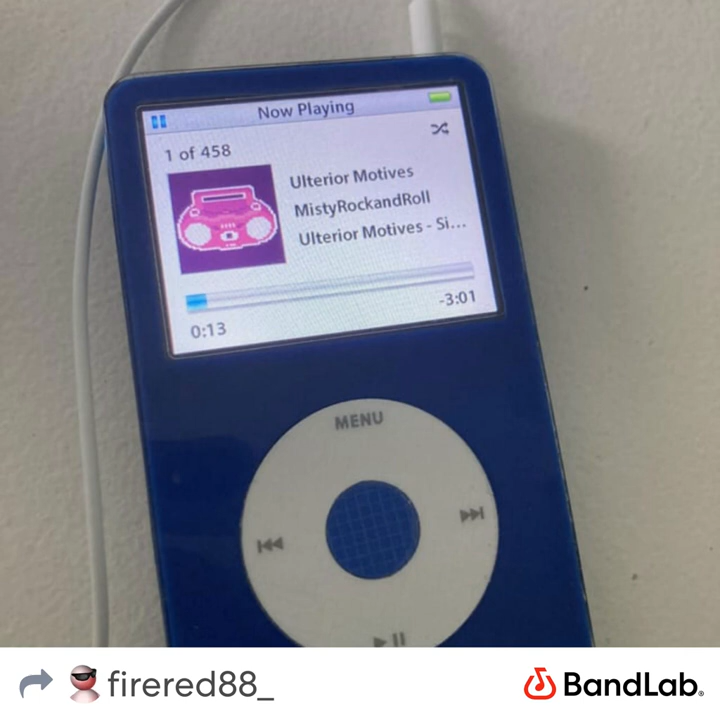 Now Playing
1 of 458
Ulterior Motives
MistyRockandRoll
Ulterior Motives - Si...
0:13
-3:01
MENU
firered88_
BandLab®